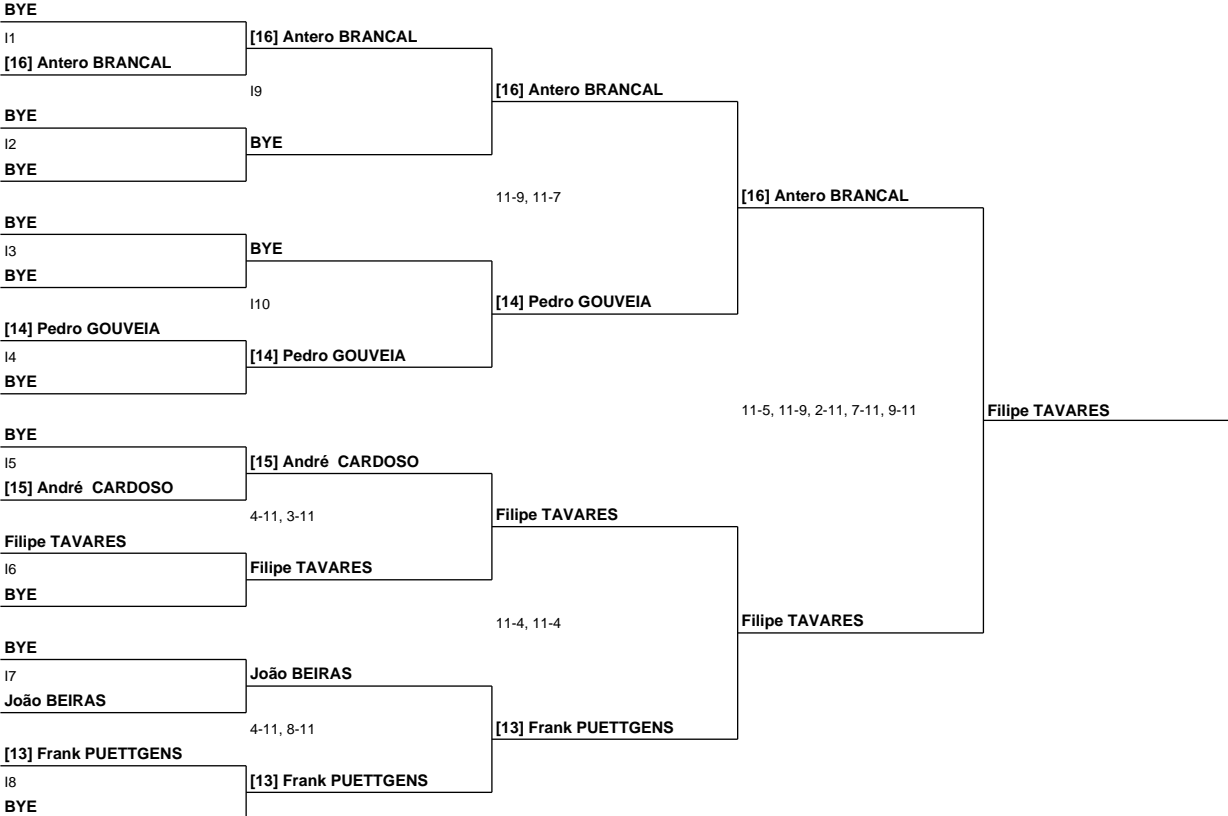 BYE
I1
[16] Antero BRANCAL
[16] Antero BRANCAL
I9
[16] Antero BRANCAL
BYE
I2
BYE
BYE
11-9, 11-7
[16] Antero BRANCAL
BYE
I3
BYE
BYE
I10
[14] Pedro GOUVEIA
[14] Pedro GOUVEIA
I4
[14] Pedro GOUVEIA
BYE
11-5, 11-9, 2-11, 7-11, 9-11
Filipe TAVARES
BYE
I5
[15] André  CARDOSO
[15] André  CARDOSO
4-11, 3-11
Filipe TAVARES
Filipe TAVARES
I6
Filipe TAVARES
BYE
11-4, 11-4
Filipe TAVARES
BYE
I7
João BEIRAS
João BEIRAS
4-11, 8-11
[13] Frank PUETTGENS
[13] Frank PUETTGENS
I8
[13] Frank PUETTGENS
BYE